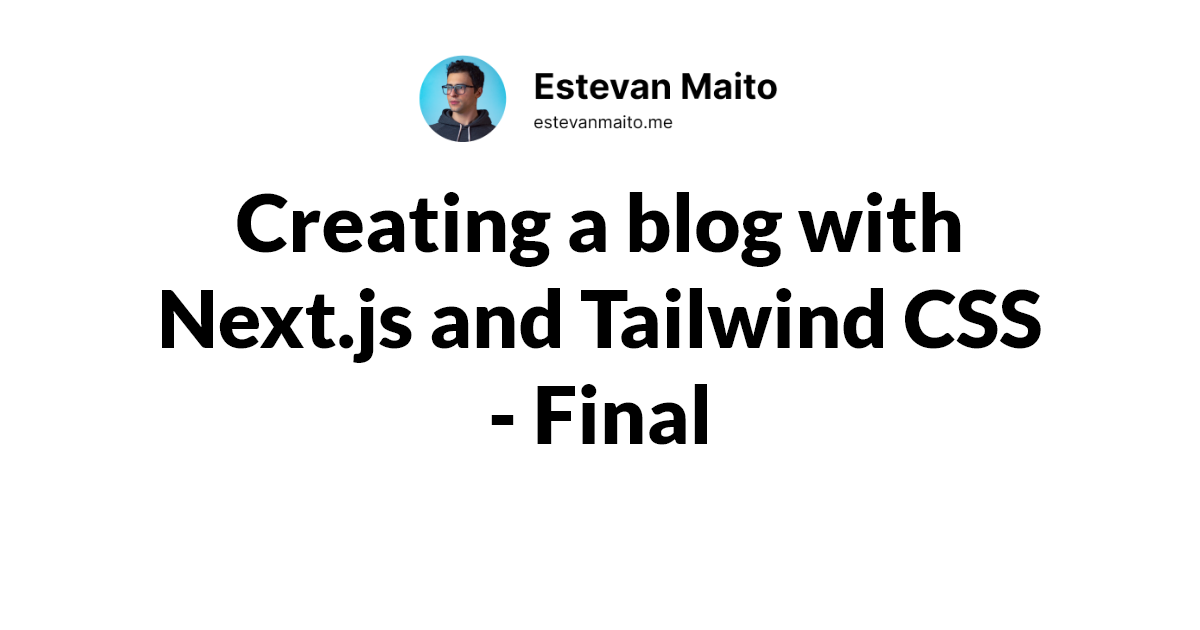 Estevan Maito
estevanmaito.me
Creating a blog with
Next.js and Tailwind CSS
- Final